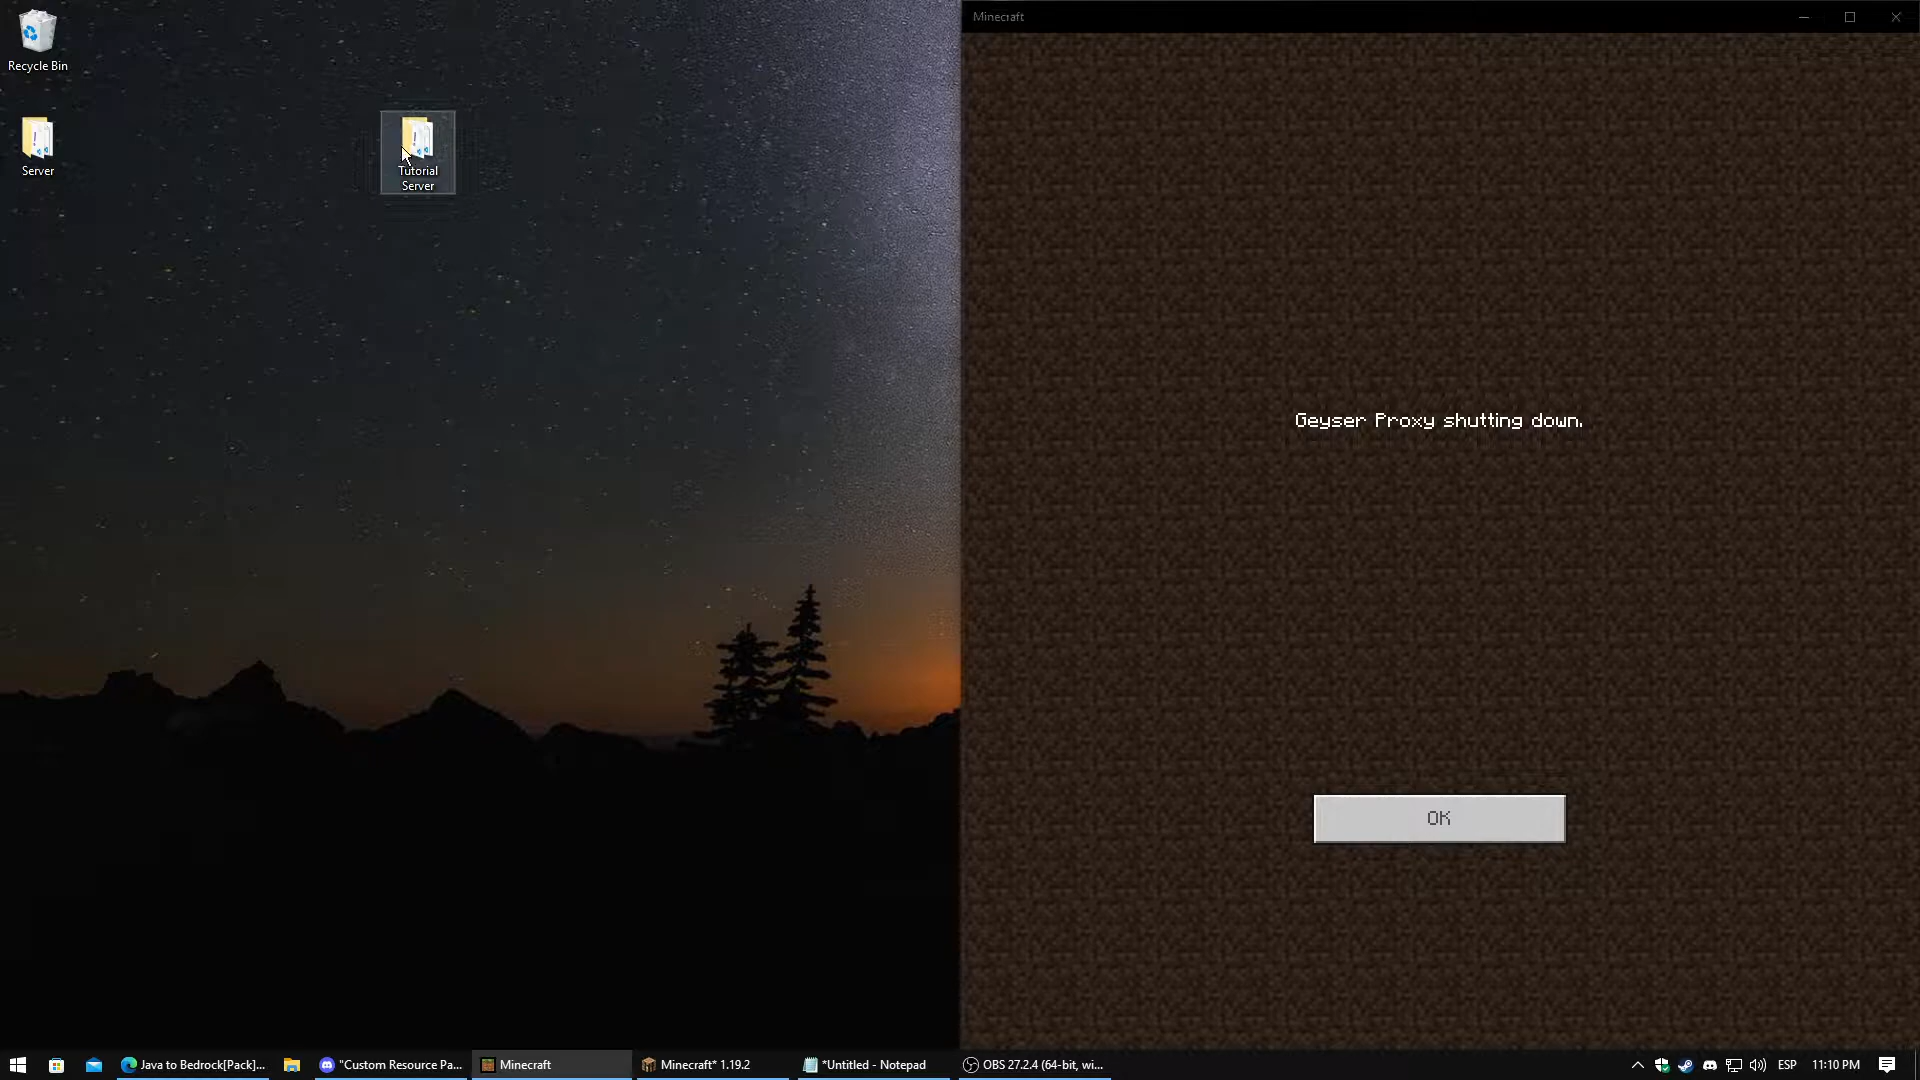 Recycle Bin
Server
Tutorial
Server
Minecraft
Geyser Proxy shutting down.
OK
Java to Bedrock[Pack]...
"Custom Resource Pa...
Minecraft
Minecraft* 1.19.2
*Untitled - Notepad
OBS 27.2.4 (64-bit, wi...
ESP
11:10 PM